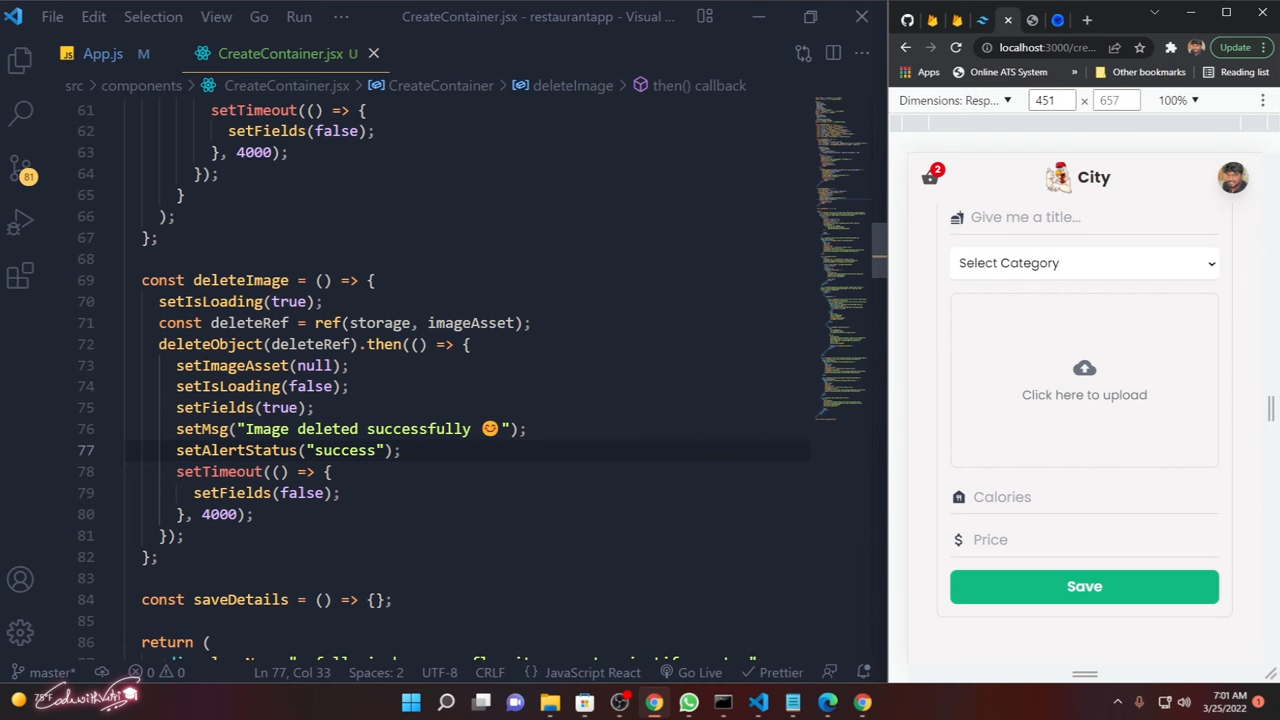 File Edit Selection View Go Run ··· CreateContainer.jsx - restaurantapp - Visual ...
App.js M CreateContainer.jsx U
src > components > CreateContainer.jsx > CreateContainer > deleteImage > then() callback
61 setTimeout(() => {
62 setFields(false);
63 }, 4000);
64 });
65 }
66 );
67 };
68
69 const deleteImage = () => {
70 setIsLoading(true);
71 const deleteRef = ref(storage, imageAsset);
72 deleteObject(deleteRef).then(() => {
73 setImageAsset(null);
74 setIsLoading(false);
75 setFields(true);
76 setMsg("Image deleted successfully 😊");
77 setAlertStatus("success");
78 setTimeout(() => {
79 setFields(false);
80 }, 4000);
81 });
82 };
83
84 const saveDetails = () => {};
85
86 return (
81
master* 0 0 Ln 77, Col 33 Spaces: 2 UTF-8 CRLF {} JavaScript React Go Live Prettier
localhost:3000/cre... Update
Apps Online ATS System » Other bookmarks Reading list
Dimensions: Resp... 451 × 657 100%
2 City
Give me a title...
Select Category
Click here to upload
Calories
Price
Save
78°F CodewithVetri
7:01 AM
3/25/2022
1